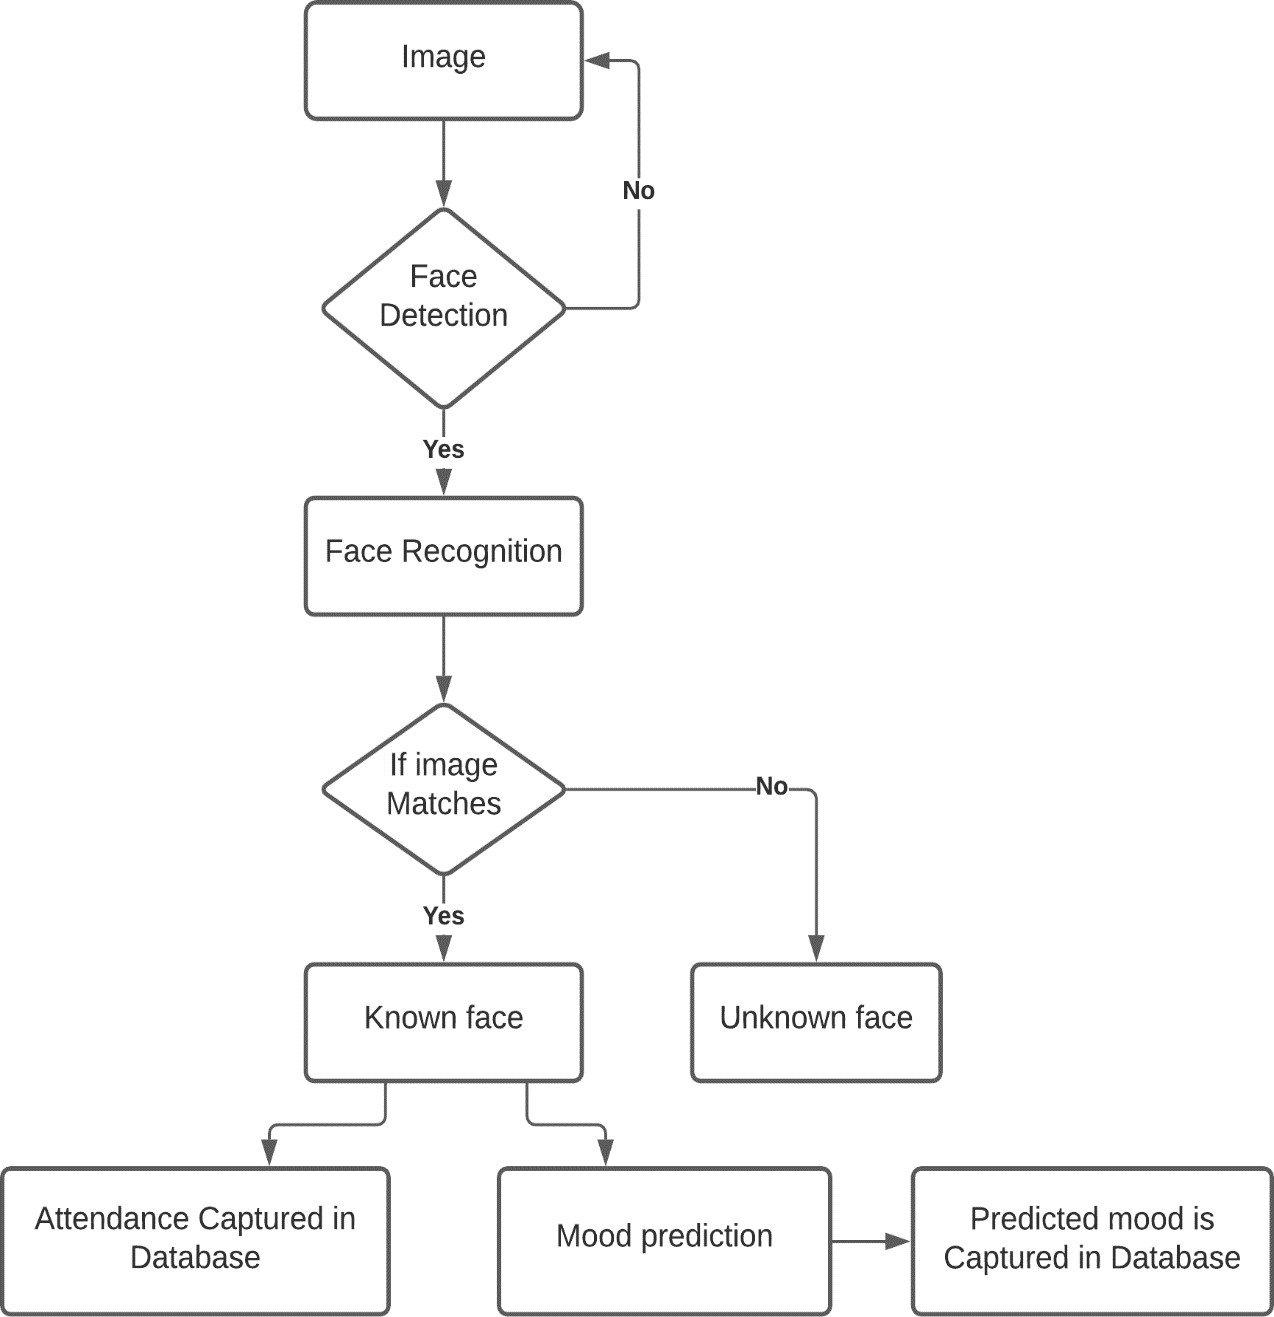 Image
No
Face
Detection
Yes
Face Recognition
If image
Matches
No
Yes
Known face
Unknown face
Attendance Captured in
Database
Mood prediction
Predicted mood is
Captured in Database